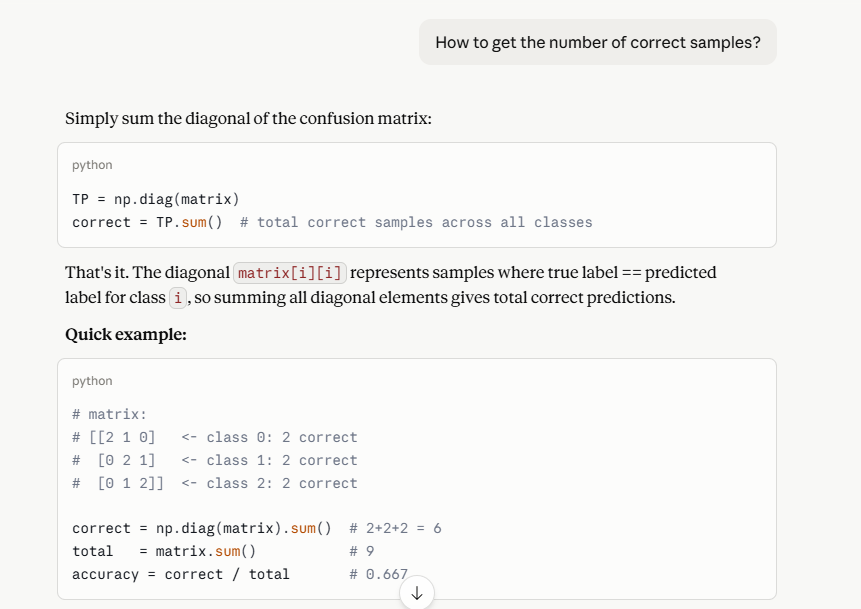 How to get the number of correct samples?
Simply sum the diagonal of the confusion matrix:
python
TP = np.diag(matrix)
correct = TP.sum()  # total correct samples across all classes
That's it. The diagonal matrix[i][i] represents samples where true label == predicted
label for class i, so summing all diagonal elements gives total correct predictions.
Quick example:
python
# matrix:
# [[2 1 0]   <- class 0: 2 correct
#  [0 2 1]   <- class 1: 2 correct
#  [0 1 2]]  <- class 2: 2 correct
correct = np.diag(matrix).sum()  # 2+2+2 = 6
total   = matrix.sum()           # 9
accuracy = correct / total       # 0.667